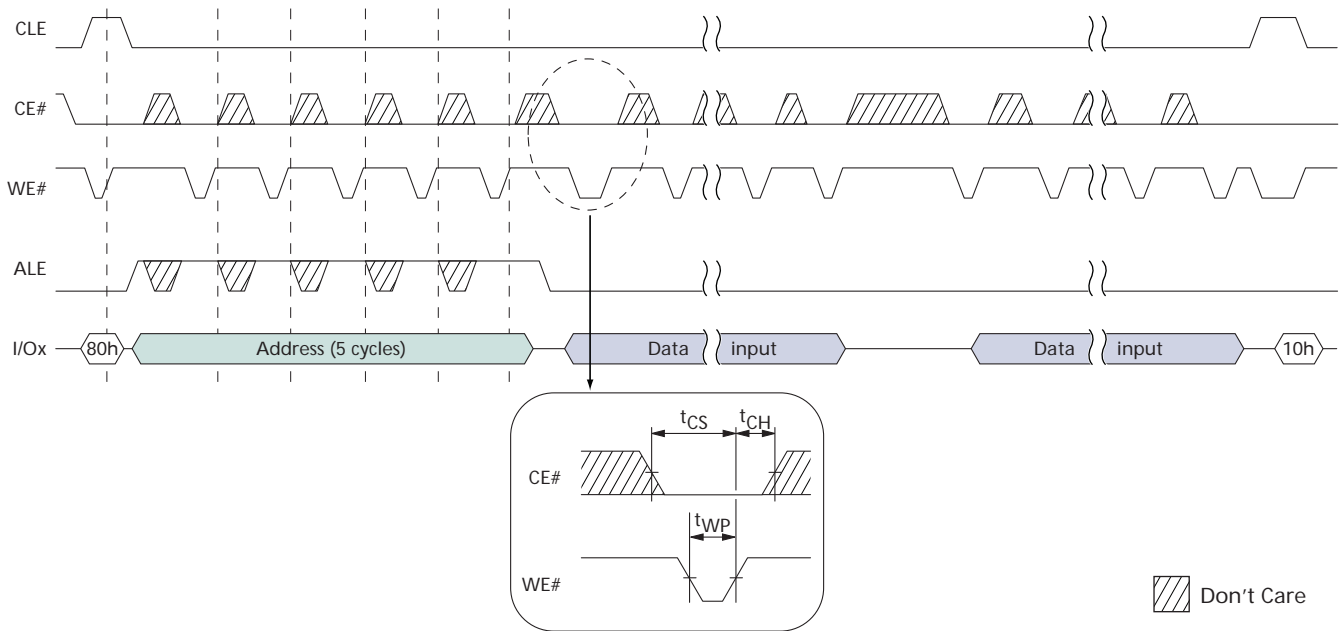 CLE
CE#
WE#
ALE
I/Ox
80h
Address (5 cycles)
Data input
Data input
10h
tCS
tCH
CE#
tWP
WE#
Don't Care